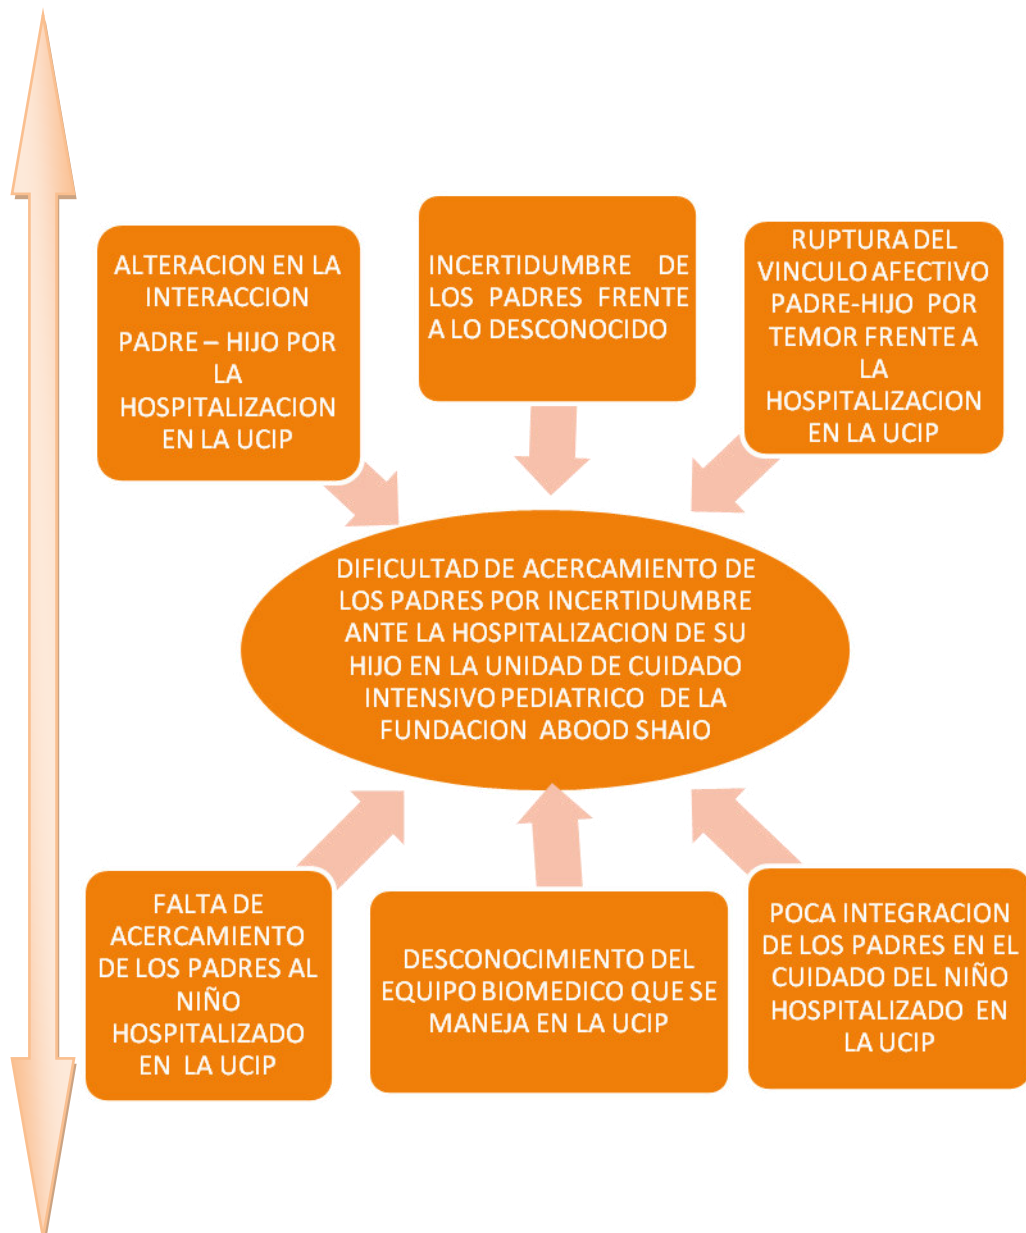 ALTERACION EN LA
INTERACCION
PADRE – HIJO POR
LA
HOSPITALIZACION
EN LA UCIP
INCERTIDUMBRE DE
LOS PADRES FRENTE
A LO DESCONOCIDO
RUPTURA DEL
VINCULO AFECTIVO
PADRE-HIJO POR
TEMOR FRENTE A
LA
HOSPITALIZACION
EN LA UCIP
DIFICULTAD DE ACERCAMIENTO DE
LOS PADRES POR INCERTIDUMBRE
ANTE LA HOSPITALIZACION DE SU
HIJO EN LA UNIDAD DE CUIDADO
INTENSIVO PEDIATRICO DE LA
FUNDACION ABOOD SHAIO
FALTA DE
ACERCAMIENTO
DE LOS PADRES AL
NIÑO
HOSPITALIZADO
EN LA UCIP
DESCONOCIMIENTO DEL
EQUIPO BIOMEDICO QUE SE
MANEJA EN LA UCIP
POCA INTEGRACION
DE LOS PADRES EN EL
CUIDADO DEL NIÑO
HOSPITALIZADO EN
LA UCIP